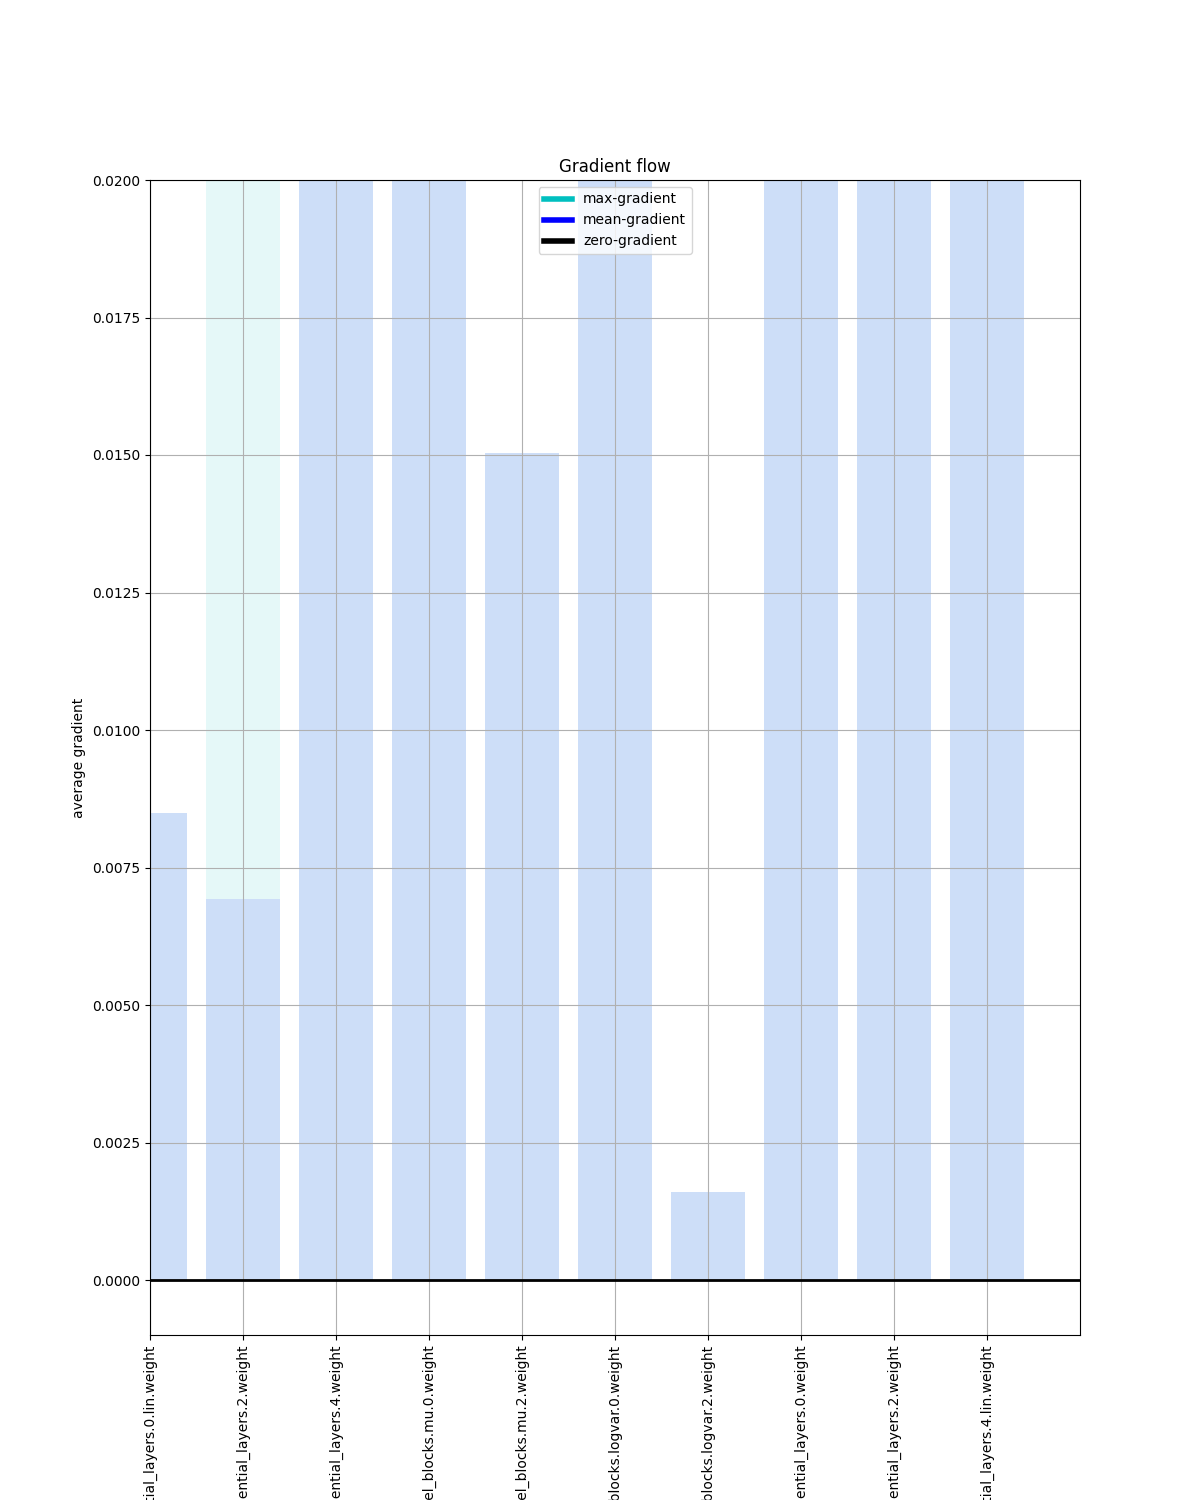 Gradient flow
max-gradient
mean-gradient
zero-gradient
0.0200
0.0175
0.0150
0.0125
0.0100
0.0075
0.0050
0.0025
0.0000
average gradient
tial_layers.0.lin.weight
ential_layers.2.weight
ential_layers.4.weight
el_blocks.mu.0.weight
el_blocks.mu.2.weight
blocks.logvar.0.weight
blocks.logvar.2.weight
ential_layers.0.weight
ential_layers.2.weight
tial_layers.4.lin.weight